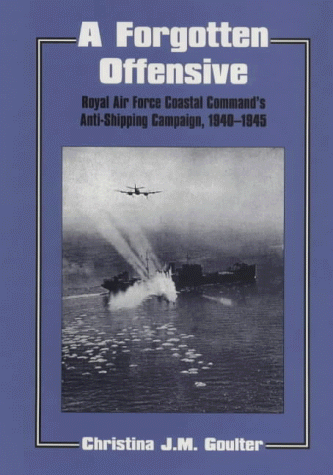 A Forgotten
Offensive
Royal Air Force Coastal Command's
Anti-Shipping Campaign, 1940–1945
Christina J.M. Goulter